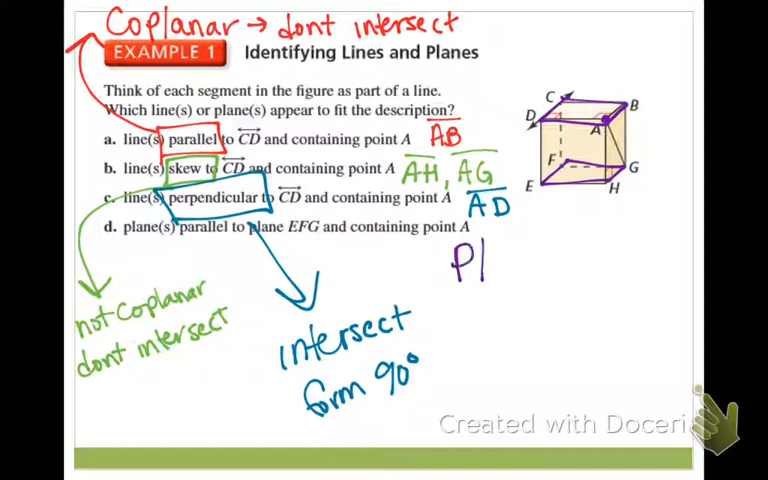 Coplanar → dont intersect
EXAMPLE 1 Identifying Lines and Planes
Think of each segment in the figure as part of a line.
Which line(s) or plane(s) appear to fit the description?
a. line(s) parallel to CD and containing point A AB
b. line(s) skew to CD and containing point A AH, AG
c. line(s) perpendicular to CD and containing point A AD
d. plane(s) parallel to plane EFG and containing point A
Pl
C
B
D
A
F
G
E
H
not coplanar
dont intersect
intersect
form 90°
Created with Doceri